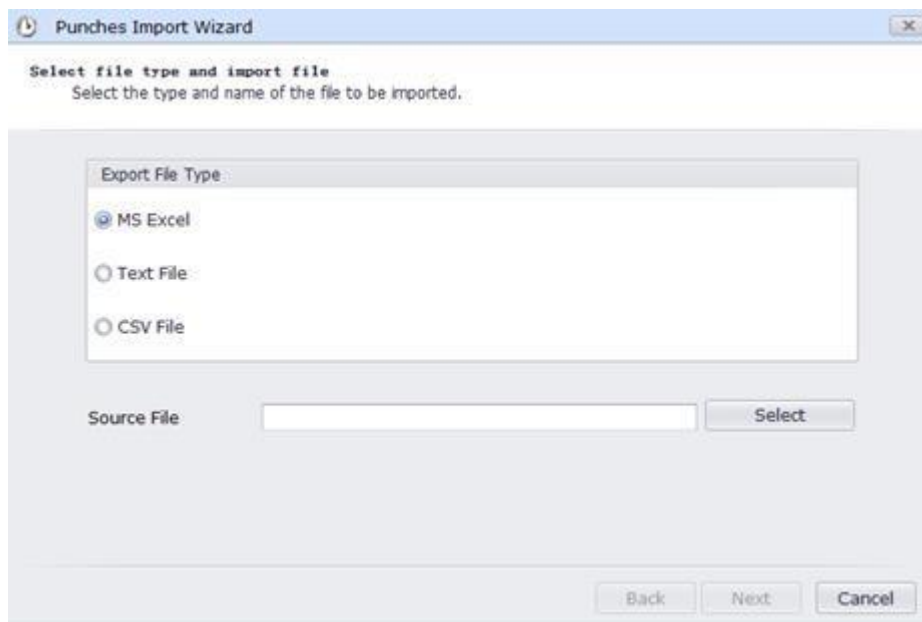 Punches Import Wizard
Select file type and import file
Select the type and name of the file to be imported.
Export File Type
MS Excel
Text File
CSV File
Source File Select
Back Next Cancel